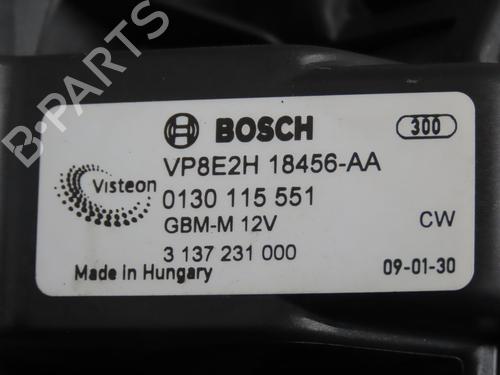 B-PARTS
BOSCH 300
VP8E2H 18456-AA
Visteon
0130 115 551
GBM-M 12V CW
3 137 231 000
Made in Hungary 09-01-30